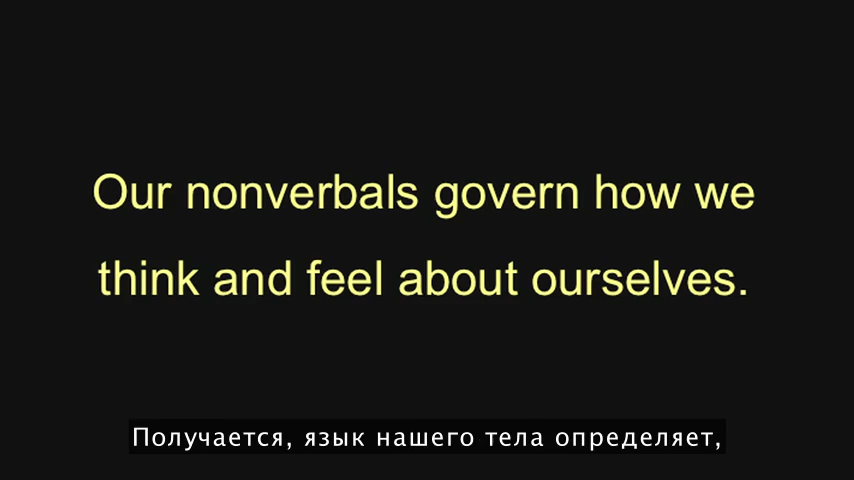 Our nonverbals govern how we
think and feel about ourselves.
Получается, язык нашего тела определяет,